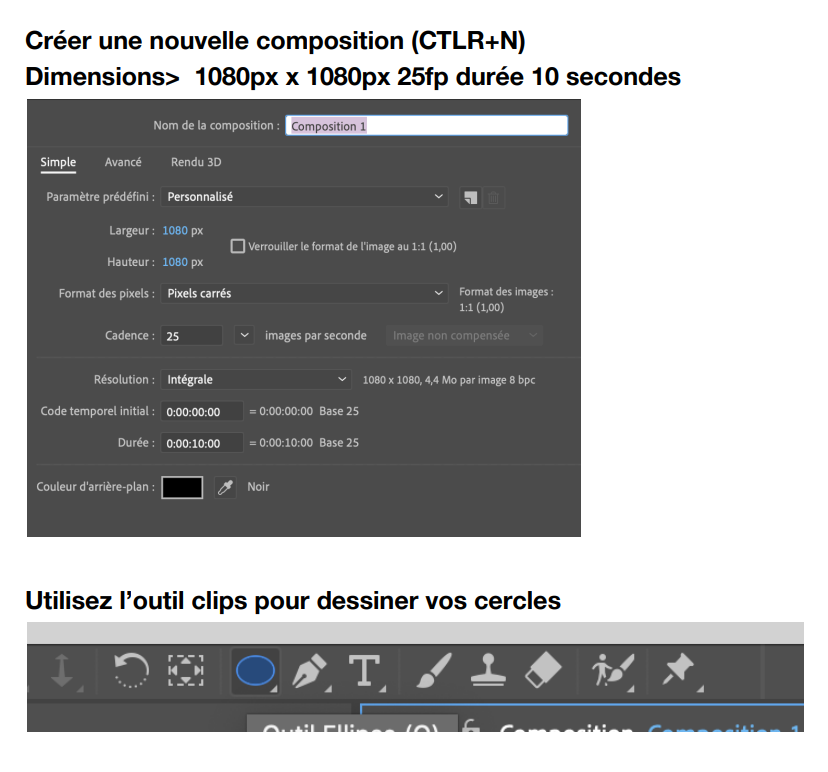 Créer une nouvelle composition (CTLR+N)
Dimensions> 1080px x 1080px 25fp durée 10 secondes
Nom de la composition : Composition 1
Simple Avancé Rendu 3D
Paramètre prédéfini : Personnalisé
Largeur : 1080 px
Verrouiller le format de l'image au 1:1 (1,00)
Hauteur : 1080 px
Format des pixels : Pixels carrés Format des images :
1:1 (1,00)
Cadence : 25 images par seconde Image non compensée
Résolution : Intégrale 1080 x 1080, 4,4 Mo par image 8 bpc
Code temporel initial : 0:00:00:00 = 0:00:00:00 Base 25
Durée : 0:00:10:00 = 0:00:10:00 Base 25
Couleur d'arrière-plan : Noir
Utilisez l’outil clips pour dessiner vos cercles
T
Outil Ellipse (Q) Composition Composition 1